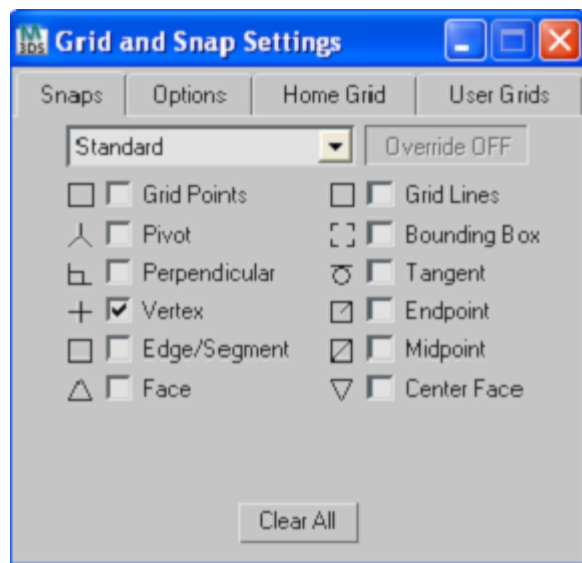 M 3DS Grid and Snap Settings
Snaps Options Home Grid User Grids
Standard Override OFF
Grid Points Grid Lines
Pivot Bounding Box
Perpendicular Tangent
Vertex Endpoint
Edge/Segment Midpoint
Face Center Face
Clear All